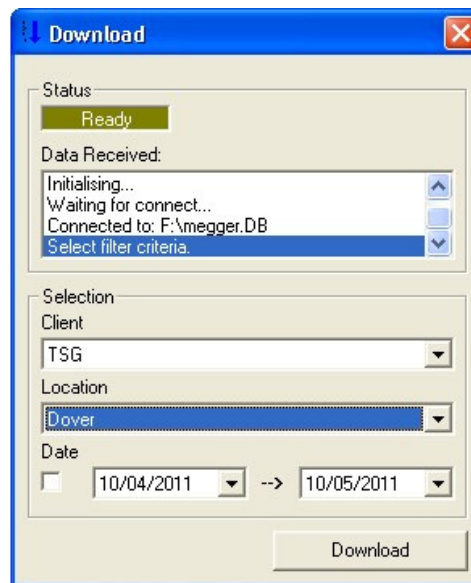 Download
Status
Ready
Data Received:
Initialising...
Waiting for connect...
Connected to: F:\megger.DB
Select filter criteria.
Selection
Client
TSG
Location
Dover
Date
10/04/2011 --> 10/05/2011
Download